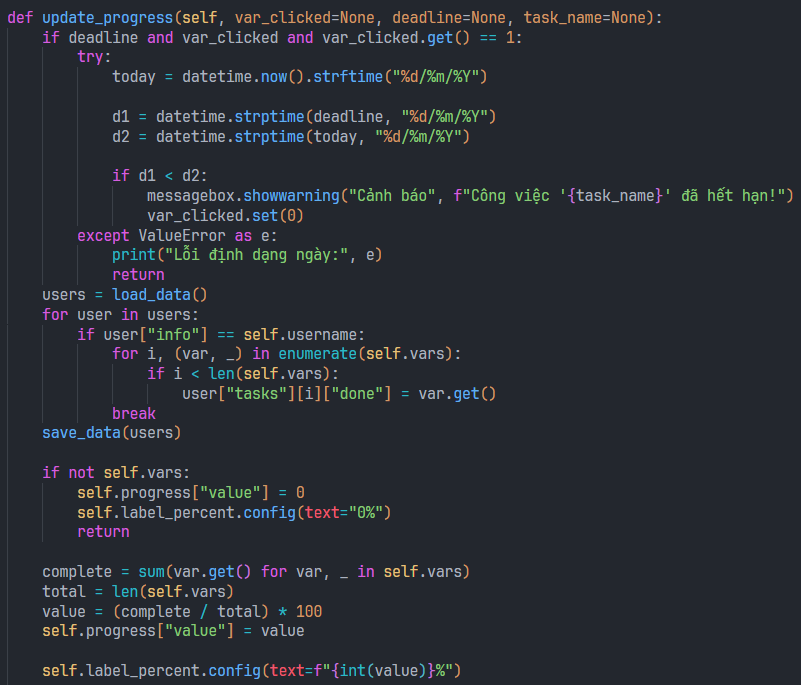 def update_progress(self, var_clicked=None, deadline=None, task_name=None):
    if deadline and var_clicked and var_clicked.get() == 1:
        try:
            today = datetime.now().strftime("%d/%m/%Y")

            d1 = datetime.strptime(deadline, "%d/%m/%Y")
            d2 = datetime.strptime(today, "%d/%m/%Y")

            if d1 < d2:
                messagebox.showwarning("Cảnh báo", f"Công việc '{task_name}' đã hết hạn!")
                var_clicked.set(0)
        except ValueError as e:
            print("Lỗi định dạng ngày:", e)
            return
    users = load_data()
    for user in users:
        if user["info"] == self.username:
            for i, (var, _) in enumerate(self.vars):
                if i < len(self.vars):
                    user["tasks"][i]["done"] = var.get()
            break
    save_data(users)

    if not self.vars:
        self.progress["value"] = 0
        self.label_percent.config(text="0%")
        return

    complete = sum(var.get() for var, _ in self.vars)
    total = len(self.vars)
    value = (complete / total) * 100
    self.progress["value"] = value

    self.label_percent.config(text=f"{int(value)}%")